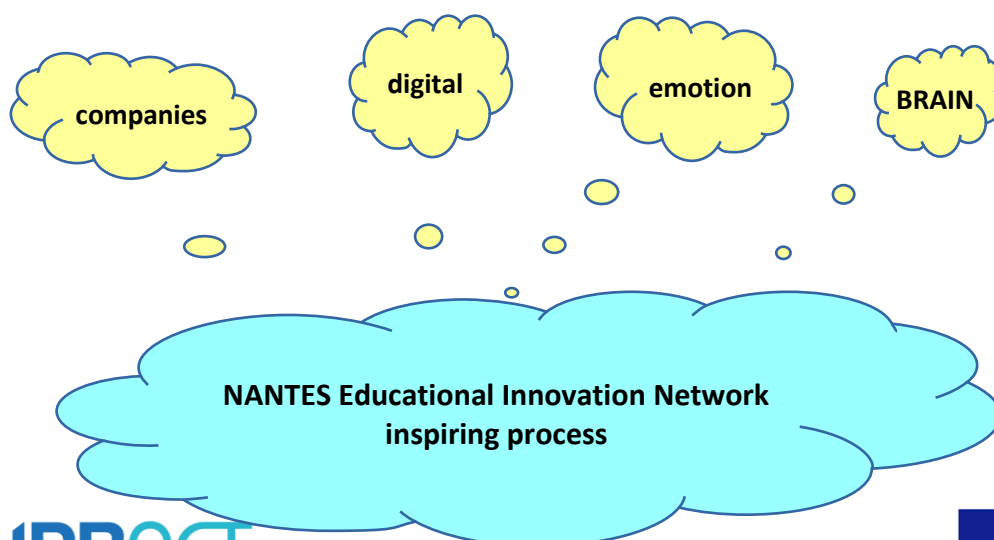 companies
digital
emotion
BRAIN
NANTES Educational Innovation Network
inspiring process